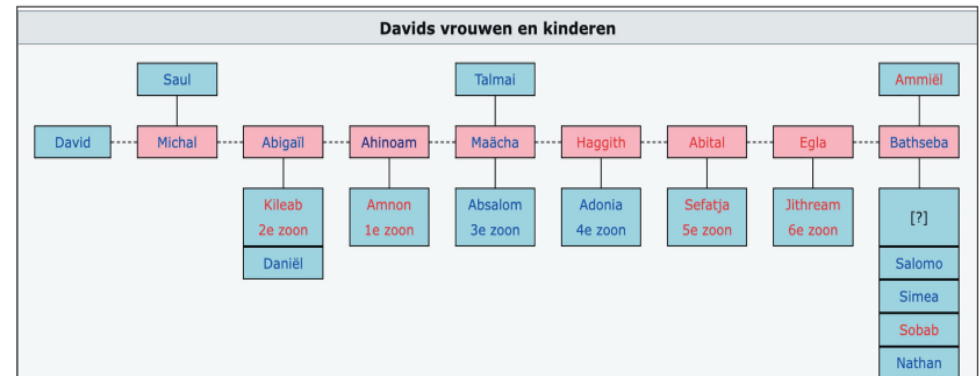 Davids vrouwen en kinderen
Saul
Talmai
Ammiël
David
Michal
Abigaïl
Ahinoam
Maächa
Haggith
Abital
Egla
Bathseba
Kileab
2e zoon
Amnon
1e zoon
Absalom
3e zoon
Adonia
4e zoon
Sefatja
5e zoon
Jithream
6e zoon
[?]
Daniël
Salomo
Simea
Sobab
Nathan